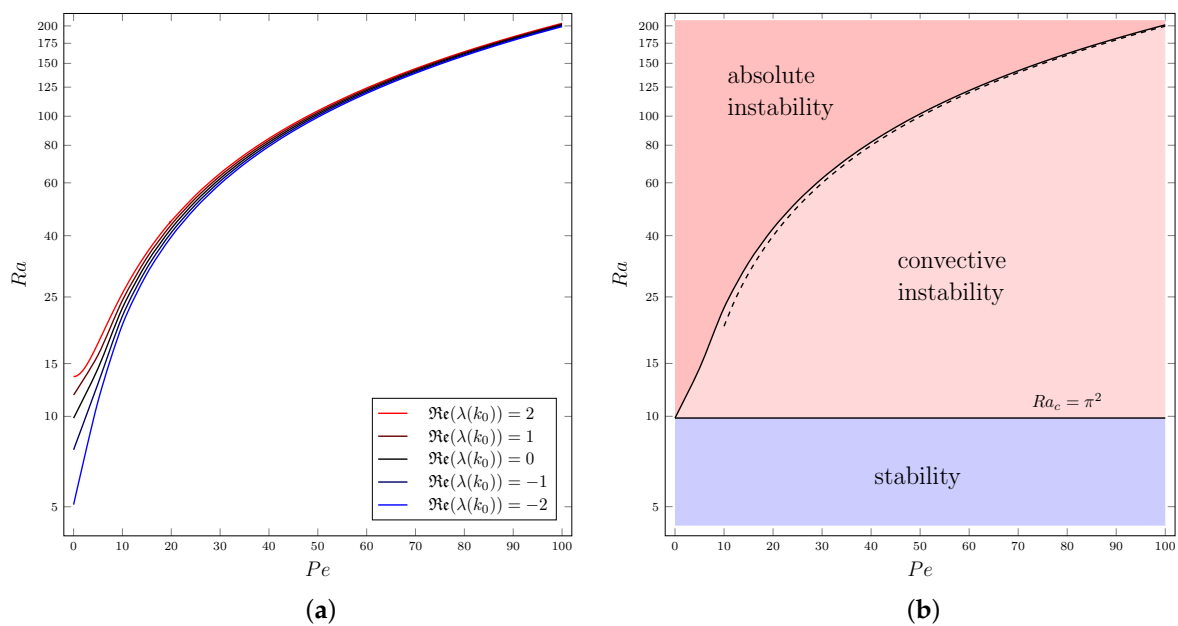 200
175
150
125
100
80
60
40
25
15
10
5
Ra
0 10 20 30 40 50 60 70 80 90 100
Pe
ℜ𝔢(λ(k₀)) = 2
ℜ𝔢(λ(k₀)) = 1
ℜ𝔢(λ(k₀)) = 0
ℜ𝔢(λ(k₀)) = −1
ℜ𝔢(λ(k₀)) = −2
(a)
200
175
150
125
100
80
60
40
25
15
10
5
Ra
absolute
instability
convective
instability
Ra_c = π²
stability
0 10 20 30 40 50 60 70 80 90 100
Pe
(b)